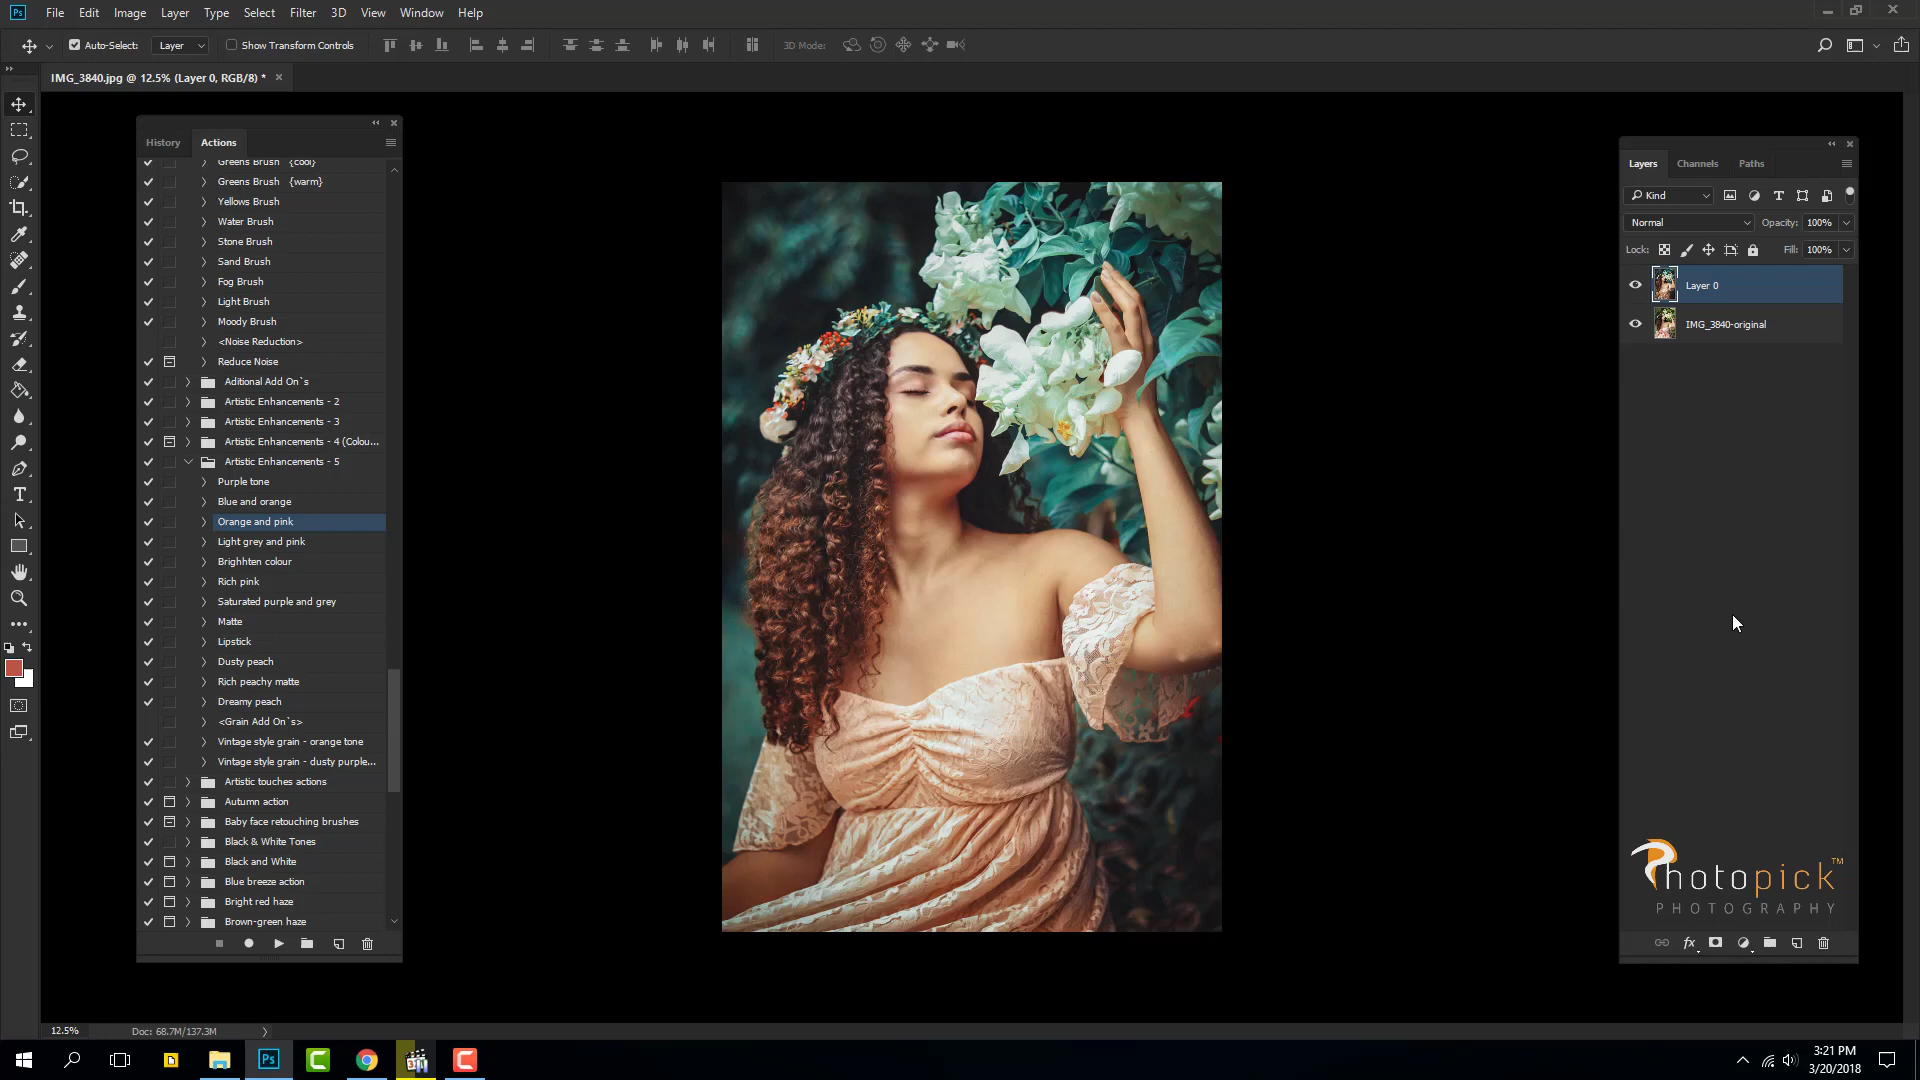 Ps File Edit Image Layer Type Select Filter 3D View Window Help
Auto-Select: Layer Show Transform Controls 3D Mode:
IMG_3840.jpg @ 12.5% (Layer 0, RGB/8) *
History Actions
Greens Brush {cool}
Greens Brush {warm}
Yellows Brush
Water Brush
Stone Brush
Sand Brush
Fog Brush
Light Brush
Moody Brush
<Noise Reduction>
Reduce Noise
Aditional Add On`s
Artistic Enhancements - 2
Artistic Enhancements - 3
Artistic Enhancements - 4 (Colou...
Artistic Enhancements - 5
Purple tone
Blue and orange
Orange and pink
Light grey and pink
Brighhten colour
Rich pink
Saturated purple and grey
Matte
Lipstick
Dusty peach
Rich peachy matte
Dreamy peach
<Grain Add On`s>
Vintage style grain - orange tone
Vintage style grain - dusty purple...
Artistic touches actions
Autumn action
Baby face retouching brushes
Black & White Tones
Black and White
Blue breeze action
Bright red haze
Brown-green haze
Layers Channels Paths
Kind
Normal Opacity: 100%
Lock: Fill: 100%
Layer 0
IMG_3840-original
Photopick™
PHOTOGRAPHY
fx
12.5% Doc: 68.7M/137.3M
Ps
3:21 PM
3/20/2018